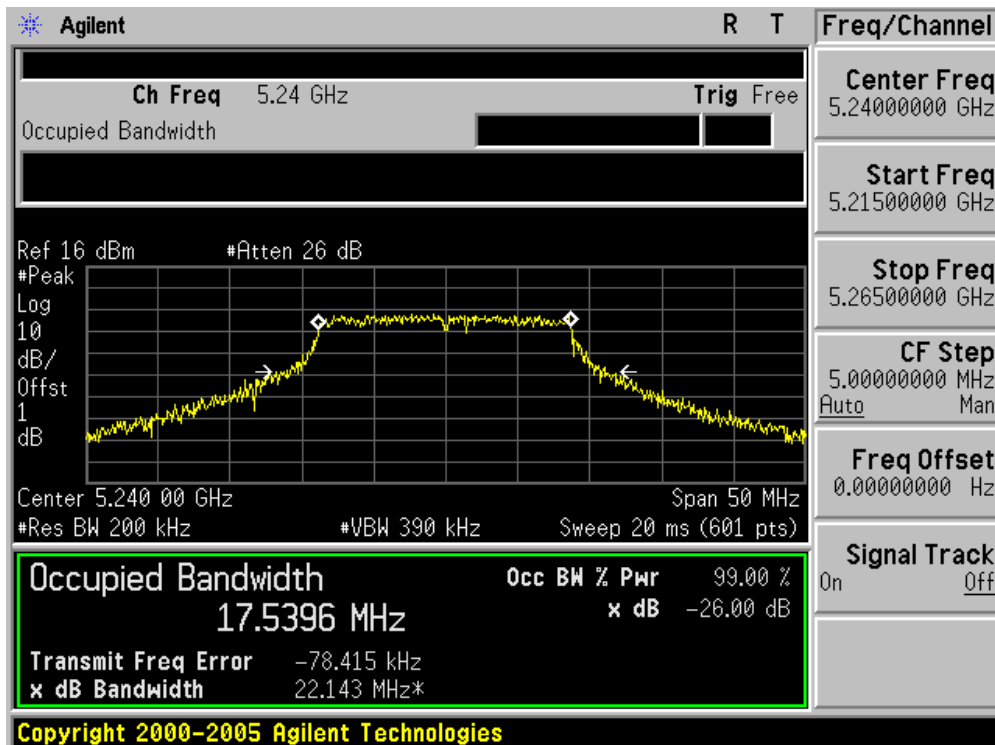 Agilent R T Freq/Channel
Ch Freq 5.24 GHz Trig Free
Occupied Bandwidth
Center Freq
5.24000000 GHz
Start Freq
5.21500000 GHz
Stop Freq
5.26500000 GHz
CF Step
5.00000000 MHz
Auto Man
Freq Offset
0.00000000 Hz
Signal Track
On Off
Ref 16 dBm #Atten 26 dB
#Peak
Log
10
dB/
Offst
1
dB
Center 5.240 00 GHz Span 50 MHz
#Res BW 200 kHz #VBW 390 kHz Sweep 20 ms (601 pts)
Occupied Bandwidth Occ BW % Pwr 99.00 %
17.5396 MHz x dB -26.00 dB
Transmit Freq Error -78.415 kHz
x dB Bandwidth 22.143 MHz*
Copyright 2000-2005 Agilent Technologies